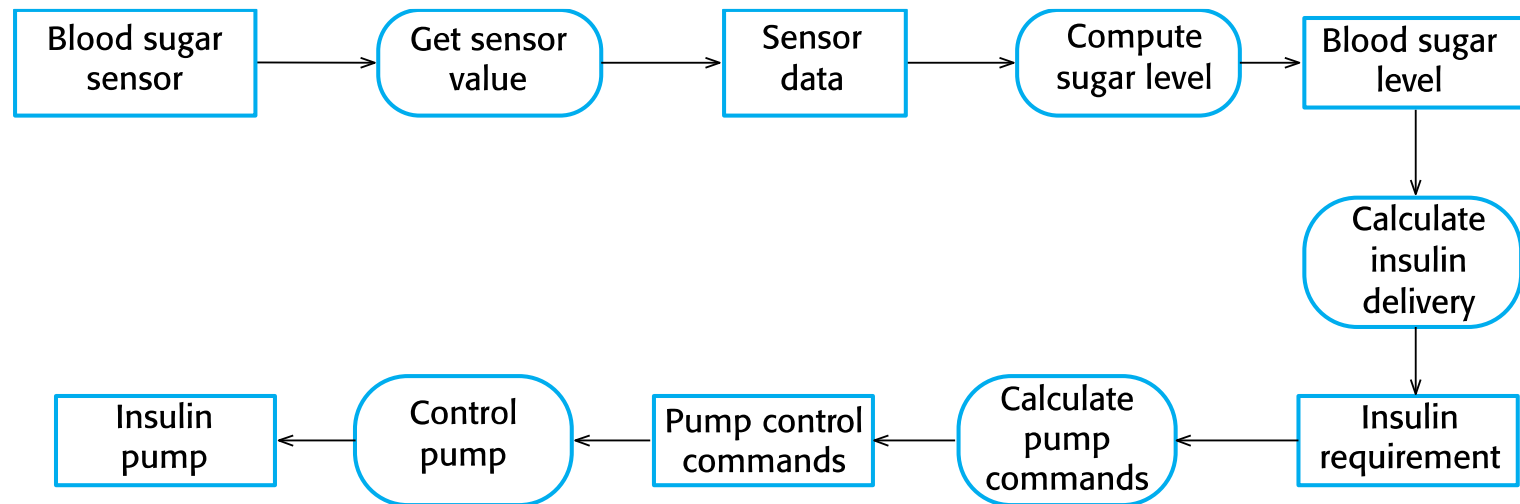 Blood sugar
sensor
Get sensor
value
Sensor
data
Compute
sugar level
Blood sugar
level
Calculate
insulin
delivery
Insulin
requirement
Calculate
pump
commands
Pump control
commands
Control
pump
Insulin
pump